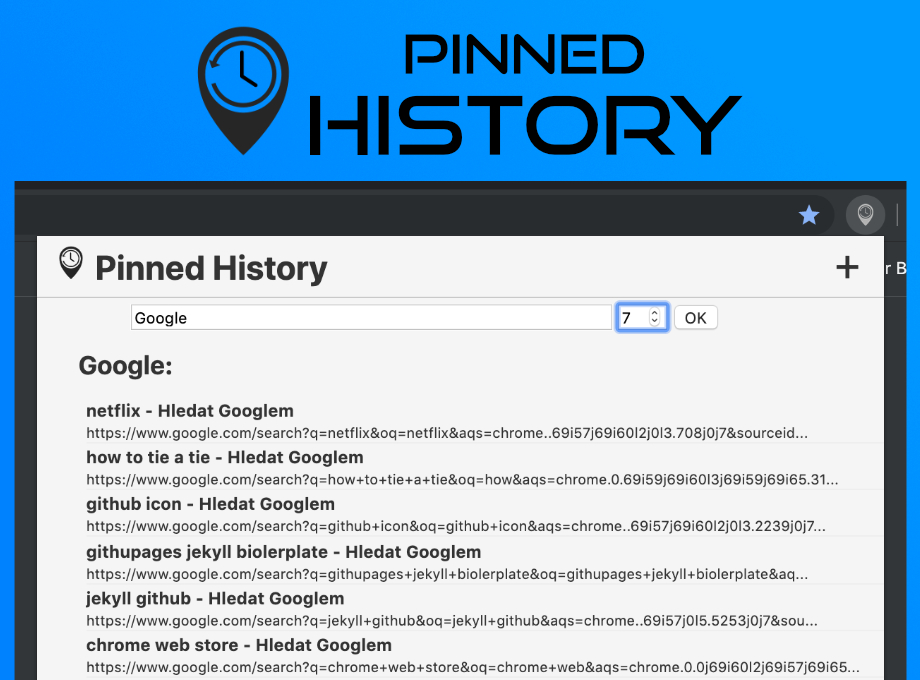 PINNED
HISTORY
Pinned History
+
r B
Google
7
OK
Google:
netflix - Hledat Googlem
https://www.google.com/search?q=netflix&oq=netflix&aqs=chrome..69i57j69i60l2j0l3.708j0j7&sourceid...
how to tie a tie - Hledat Googlem
https://www.google.com/search?q=how+to+tie+a+tie&oq=how&aqs=chrome.0.69i59j69i60l3j69i59j69i65.31...
github icon - Hledat Googlem
https://www.google.com/search?q=github+icon&oq=github+icon&aqs=chrome..69i57j69i60l2j0l3.2239j0j7...
githupages jekyll biolerplate - Hledat Googlem
https://www.google.com/search?q=githupages+jekyll+biolerplate&oq=githupages+jekyll+biolerplate&aq...
jekyll github - Hledat Googlem
https://www.google.com/search?q=jekyll+github&oq=jekyll+github&aqs=chrome..69i57j0l5.5253j0j7&sou...
chrome web store - Hledat Googlem
https://www.google.com/search?q=chrome+web+store&oq=chrome+web&aqs=chrome.0.0j69i60l2j69i57j69i65...